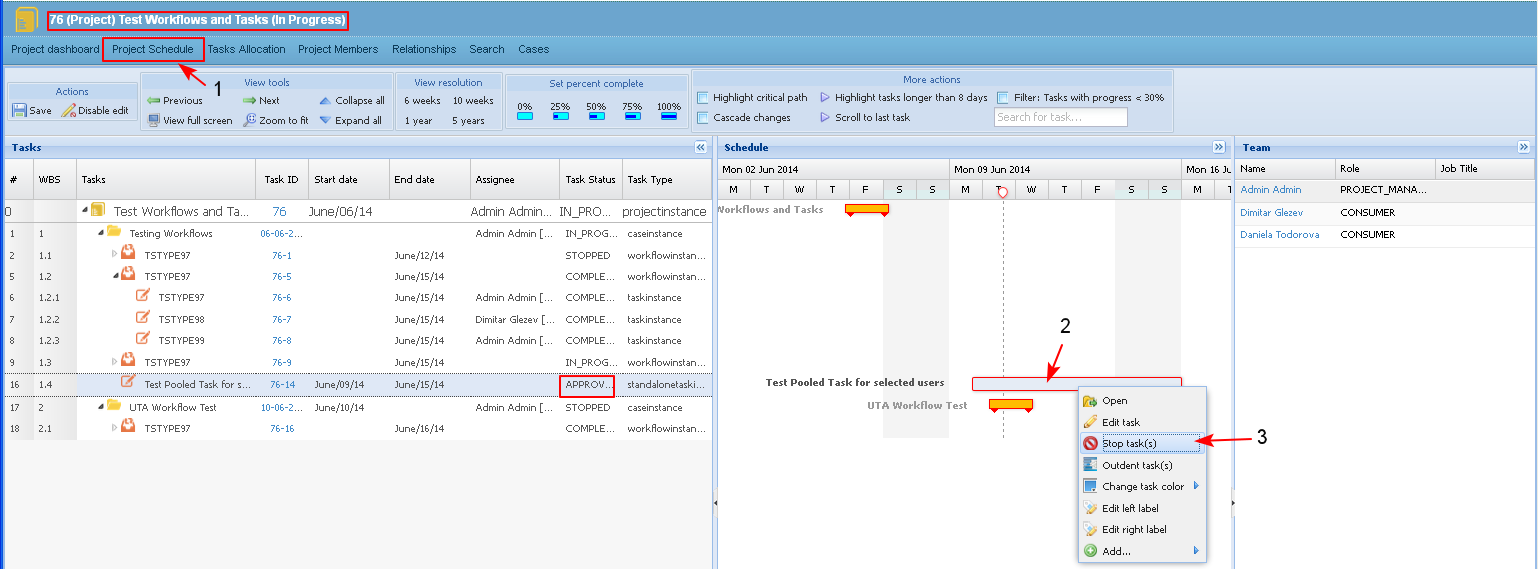 76 (Project) Test Workflows and Tasks (In Progress)
Project dashboard Project Schedule Tasks Allocation Project Members Relationships Search Cases
1
Actions
Save Disable edit
View tools
Previous Next Collapse all
View full screen Zoom to fit Expand all
View resolution
6 weeks 10 weeks
1 year 5 years
Set percent complete
0% 25% 50% 75% 100%
More actions
Highlight critical path Highlight tasks longer than 8 days Filter: Tasks with progress < 30%
Cascade changes Scroll to last task Search for task...
Tasks
# WBS Tasks Task ID Start date End date Assignee Task Status Task Type
0 Test Workflows and Ta... 76 June/06/14 Admin Admin... IN_PRO... projectinstance
1 1 Testing Workflows 06-06-2... Admin Admin [... IN_PROG... caseinstance
2 1.1 TSTYPE97 76-1 June/12/14 STOPPED workflowinstan...
5 1.2 TSTYPE97 76-5 June/15/14 COMPLE... workflowinstan...
6 1.2.1 TSTYPE97 76-6 June/15/14 Admin Admin [... COMPLE... taskinstance
7 1.2.2 TSTYPE98 76-7 June/15/14 Dimitar Glezev [... COMPLE... taskinstance
8 1.2.3 TSTYPE99 76-8 June/15/14 Admin Admin [... COMPLE... taskinstance
9 1.3 TSTYPE97 76-9 June/15/14 IN_PROG... workflowinstan...
16 1.4 Test Pooled Task for s... 76-14 June/09/14 June/15/14 APPROV... standalonetaski...
17 2 UTA Workflow Test 10-06-2... June/10/14 Admin Admin [... STOPPED caseinstance
18 2.1 TSTYPE97 76-16 June/16/14 COMPLE... workflowinstan...
Schedule
Mon 02 Jun 2014 Mon 09 Jun 2014 Mon 16 Ju
M T W T F S S M T W T F S S M T
Workflows and Tasks
2
Test Pooled Task for selected users
UTA Workflow Test
Open
Edit task
Stop task(s)
3
Outdent task(s)
Change task color
Edit left label
Edit right label
Add...
Team
Name Role Job Title
Admin Admin PROJECT_MANA...
Dimitar Glezev CONSUMER
Daniela Todorova CONSUMER